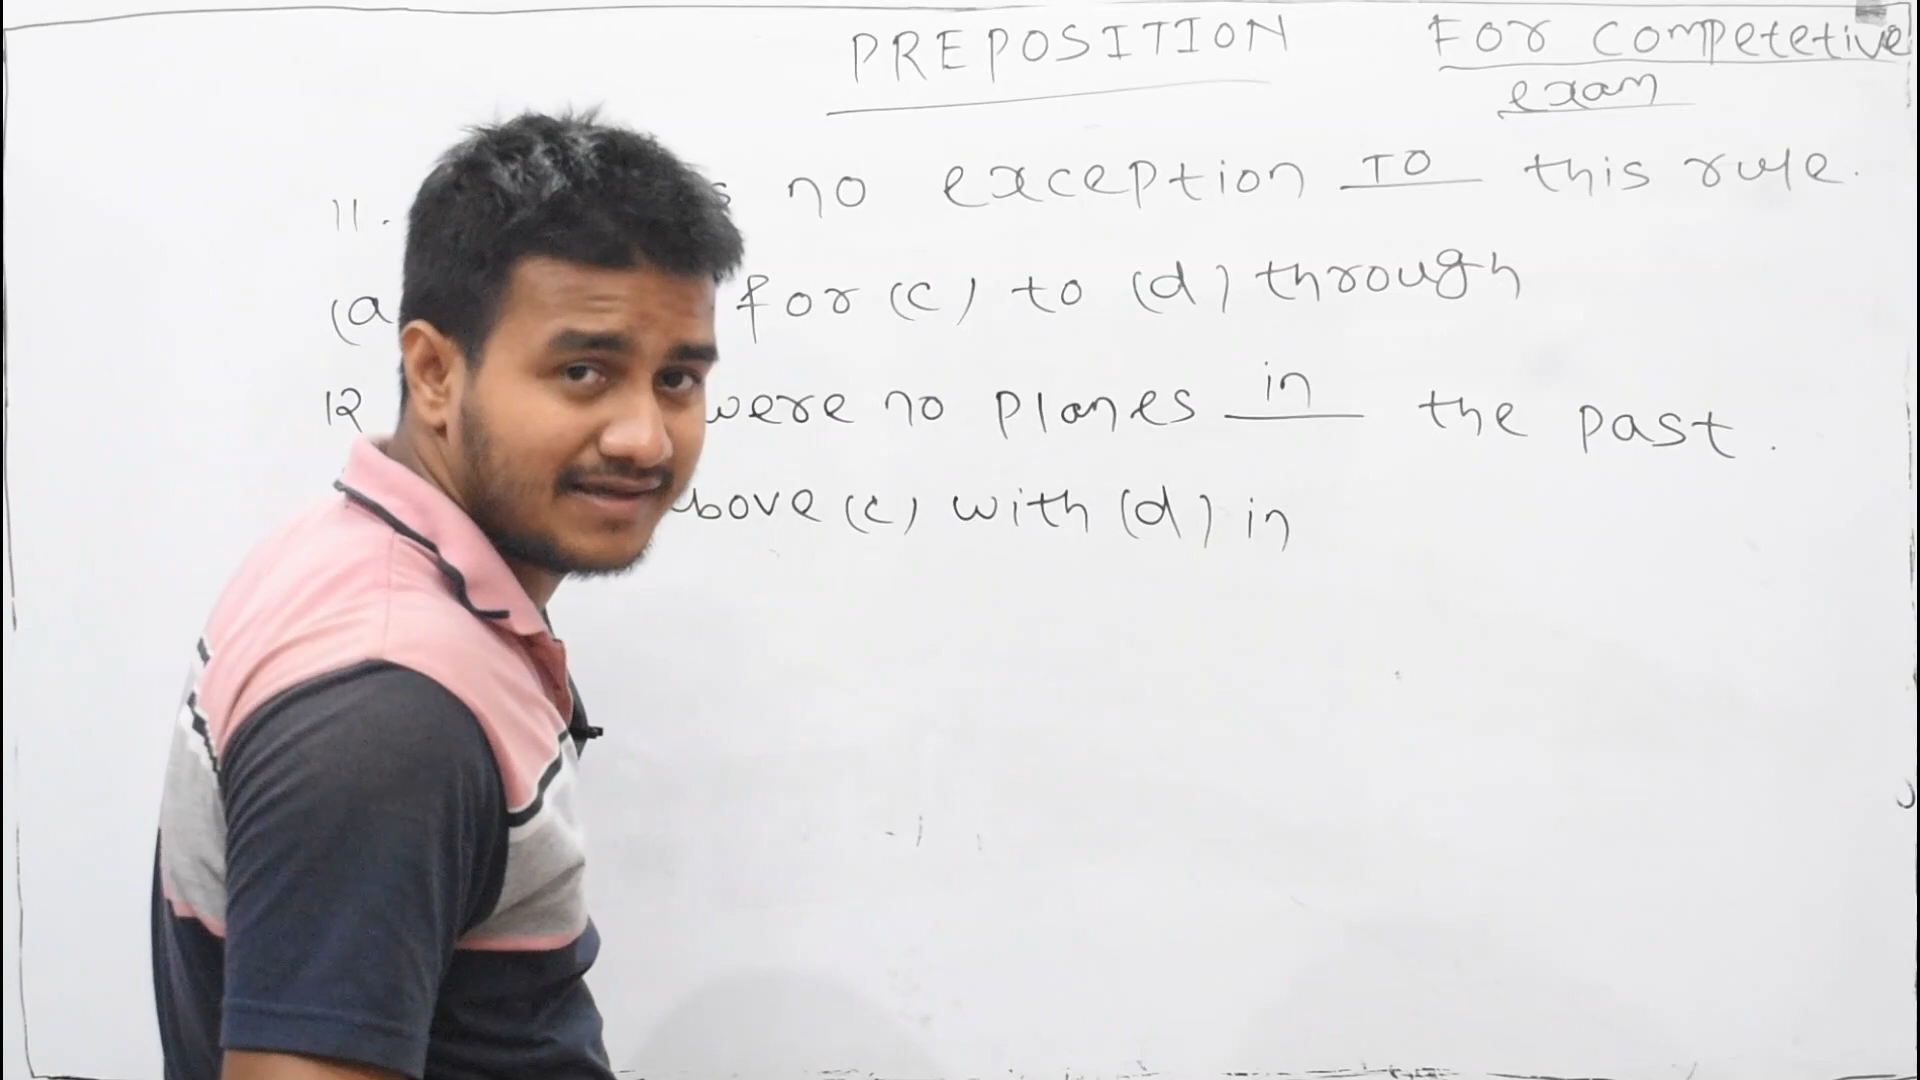 PREPOSITION
FOR competetive
exam
11. no exception TO this rule.
(a for (c) to (d) through
12 were no planes in the past.
(c) with (d) in